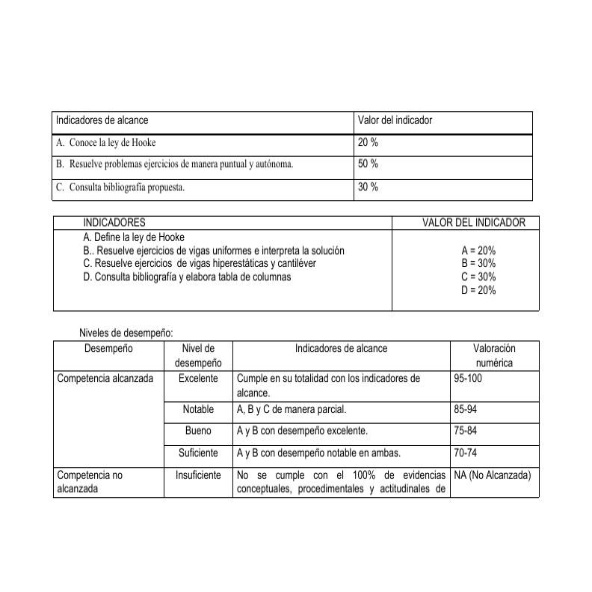 Indicadores de alcance Valor del indicador
A. Conoce la ley de Hooke 20 %
B. Resuelve problemas ejercicios de manera puntual y autónoma. 50 %
C. Consulta bibliografía propuesta. 30 %
INDICADORES VALOR DEL INDICADOR
A. Define la ley de Hooke
B.. Resuelve ejercicios de vigas uniformes e interpreta la solución A = 20%
C. Resuelve ejercicios de vigas hiperestáticas y cantiléver B = 30%
D. Consulta bibliografía y elabora tabla de columnas C = 30%
D = 20%
Niveles de desempeño:
Desempeño Nivel de Indicadores de alcance Valoración
desempeño numérica
Competencia alcanzada Excelente Cumple en su totalidad con los indicadores de 95-100
alcance.
Notable A, B y C de manera parcial. 85-94
Bueno A y B con desempeño excelente. 75-84
Suficiente A y B con desempeño notable en ambas. 70-74
Competencia no Insuficiente No se cumple con el 100% de evidencias NA (No Alcanzada)
alcanzada conceptuales, procedimentales y actitudinales de